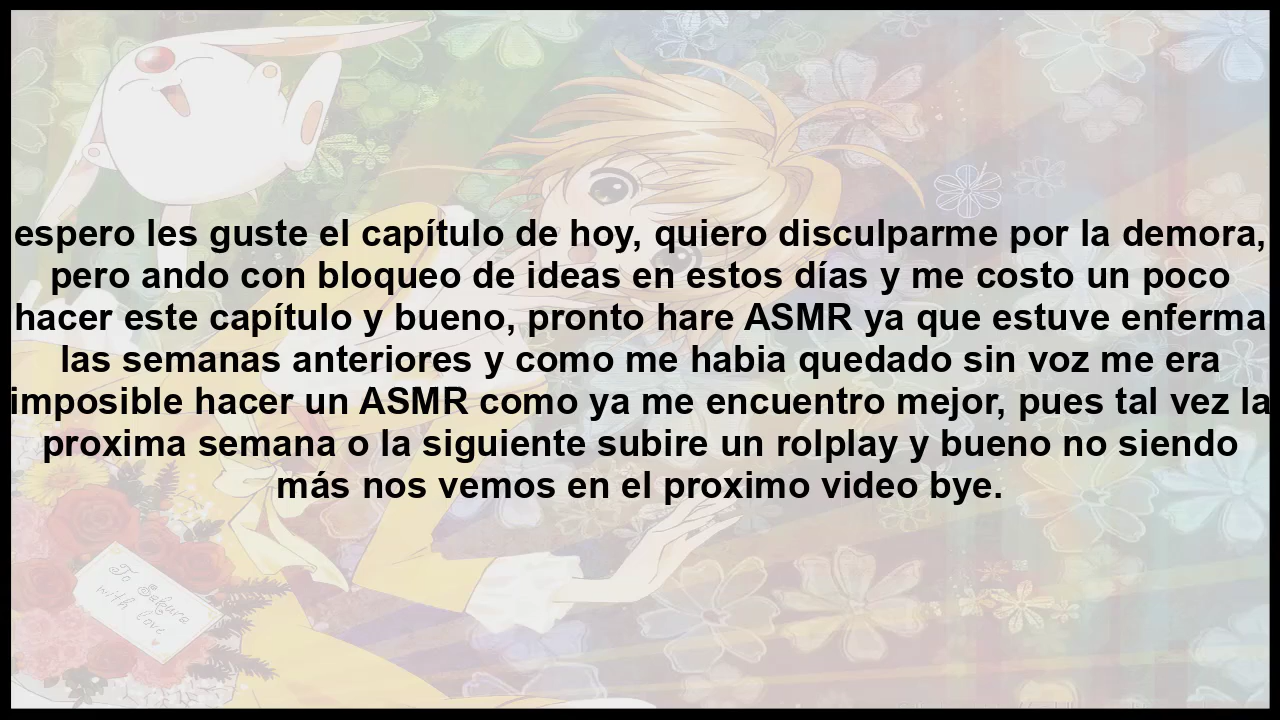 espero les guste el capítulo de hoy, quiero disculparme por la demora,
pero ando con bloqueo de ideas en estos días y me costo un poco
hacer este capítulo y bueno, pronto hare ASMR ya que estuve enferma
las semanas anteriores y como me habia quedado sin voz me era
imposible hacer un ASMR como ya me encuentro mejor, pues tal vez la
proxima semana o la siguiente subire un rolplay y bueno no siendo
más nos vemos en el proximo video bye.
To Sakura
with love